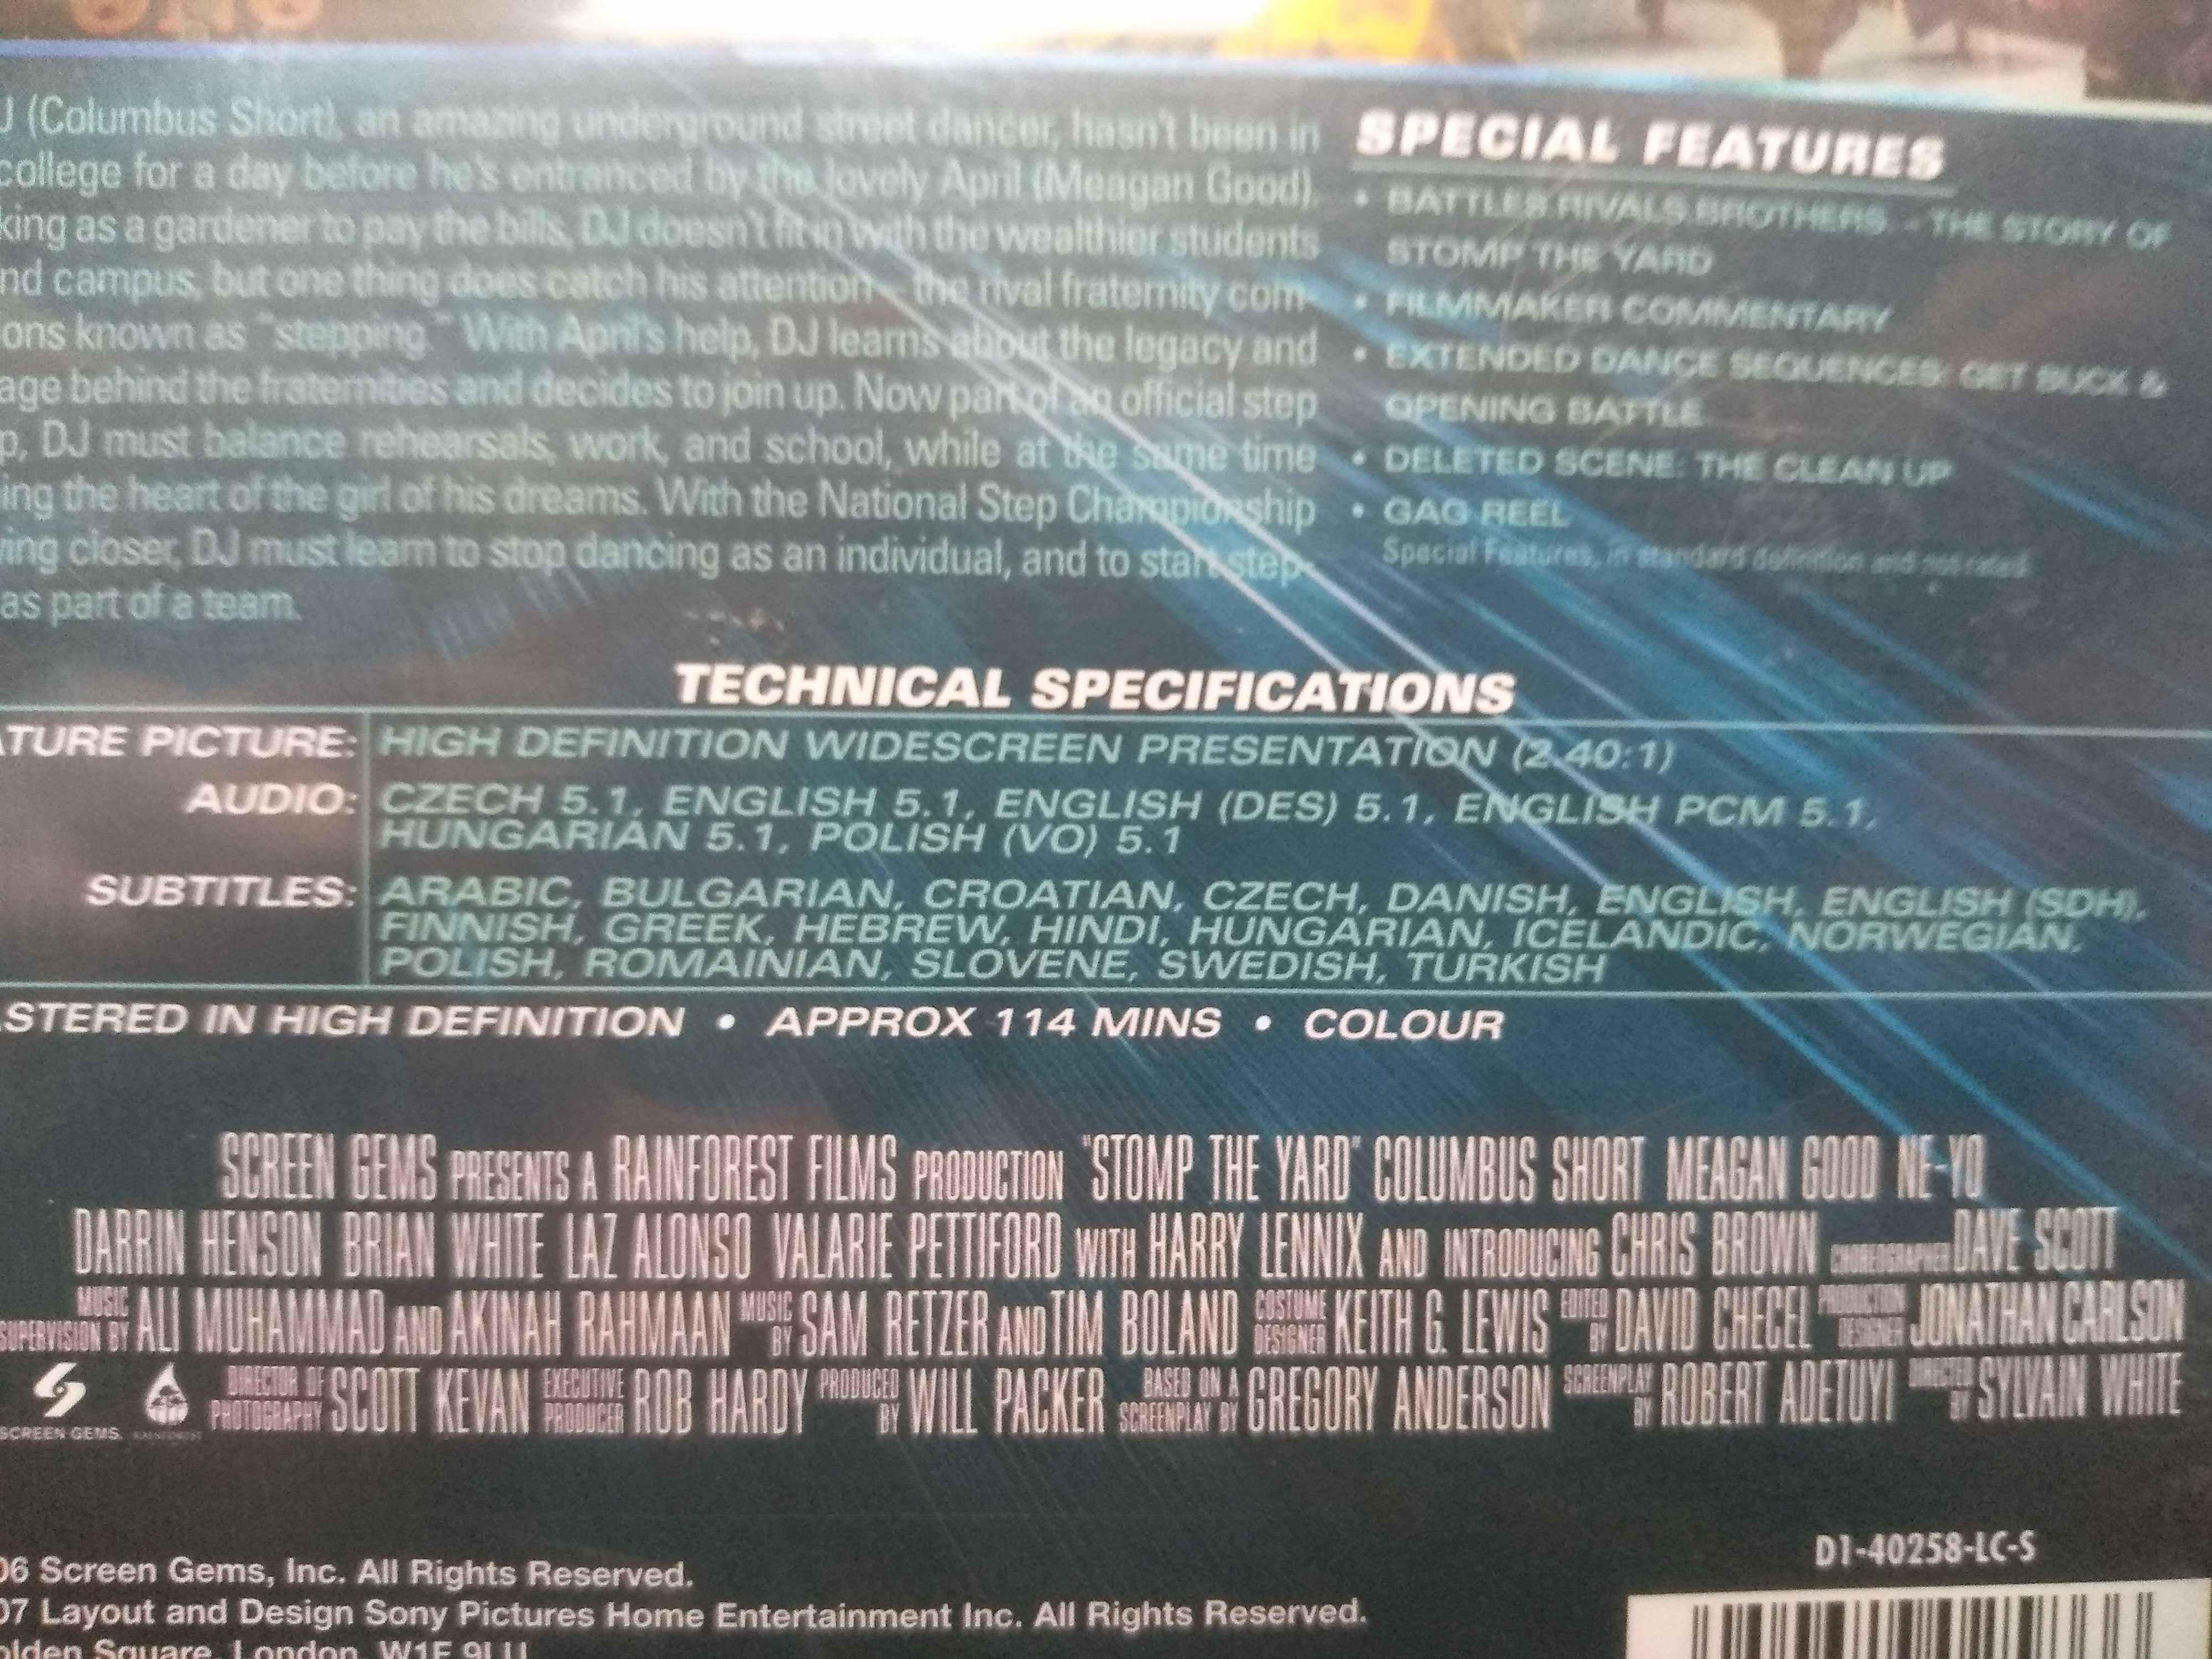 J (Columbus Short), an amazing underground street dancer, hasn't been in
college for a day before he's entranced by the lovely April (Meagan Good).
king as a gardener to pay the bills, DJ doesn't fit in with the wealthier students
nd campus, but one thing does catch his attention – the rival fraternity com-
ons known as "stepping." With April's help, DJ learns about the legacy and
age behind the fraternities and decides to join up. Now part of an official step
p, DJ must balance rehearsals, work, and school, while at the same time
ing the heart of the girl of his dreams. With the National Step Championship
ing closer, DJ must learn to stop dancing as an individual, and to start step-
as part of a team.
SPECIAL FEATURES
• BATTLES.RIVALS.BROTHERS. - THE STORY OF
STOMP THE YARD
• FILMMAKER COMMENTARY
• EXTENDED DANCE SEQUENCES: GET BUCK &
OPENING BATTLE
• DELETED SCENE: THE CLEAN UP
• GAG REEL
Special Features, in standard definition and not rated.
TECHNICAL SPECIFICATIONS
ATURE PICTURE: HIGH DEFINITION WIDESCREEN PRESENTATION (2.40:1)
AUDIO: CZECH 5.1, ENGLISH 5.1, ENGLISH (DES) 5.1, ENGLISH PCM 5.1,
HUNGARIAN 5.1, POLISH (VO) 5.1
SUBTITLES: ARABIC, BULGARIAN, CROATIAN, CZECH, DANISH, ENGLISH, ENGLISH (SDH),
FINNISH, GREEK, HEBREW, HINDI, HUNGARIAN, ICELANDIC, NORWEGIAN,
POLISH, ROMAINIAN, SLOVENE, SWEDISH, TURKISH
ASTERED IN HIGH DEFINITION • APPROX 114 MINS • COLOUR
SCREEN GEMS PRESENTS A RAINFOREST FILMS PRODUCTION "STOMP THE YARD" COLUMBUS SHORT MEAGAN GOOD NE-YO
DARRIN HENSON BRIAN WHITE LAZ ALONSO VALARIE PETTIFORD WITH HARRY LENNIX AND INTRODUCING CHRIS BROWN CHOREOGRAPHER DAVE SCOTT
MUSIC SUPERVISION BY ALI MUHAMMAD AND AKINAH RAHMAAN MUSIC BY SAM RETZER AND TIM BOLAND COSTUME DESIGNER KEITH G. LEWIS EDITED BY DAVID CHECEL PRODUCTION DESIGNER JONATHAN CARLSON
DIRECTOR OF PHOTOGRAPHY SCOTT KEVAN EXECUTIVE PRODUCER ROB HARDY PRODUCED BY WILL PACKER BASED ON A SCREENPLAY BY GREGORY ANDERSON SCREENPLAY BY ROBERT ADETUYI DIRECTED BY SYLVAIN WHITE
SCREEN GEMS RAINFOREST
D1-40258-LC-S
06 Screen Gems, Inc. All Rights Reserved.
07 Layout and Design Sony Pictures Home Entertainment Inc. All Rights Reserved.
olden Square, London, W1F 9LU